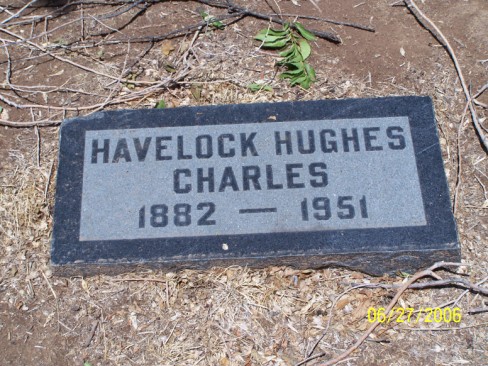 HAVELOCK HUGHES
CHARLES
1882 — 1951
06/27/2006